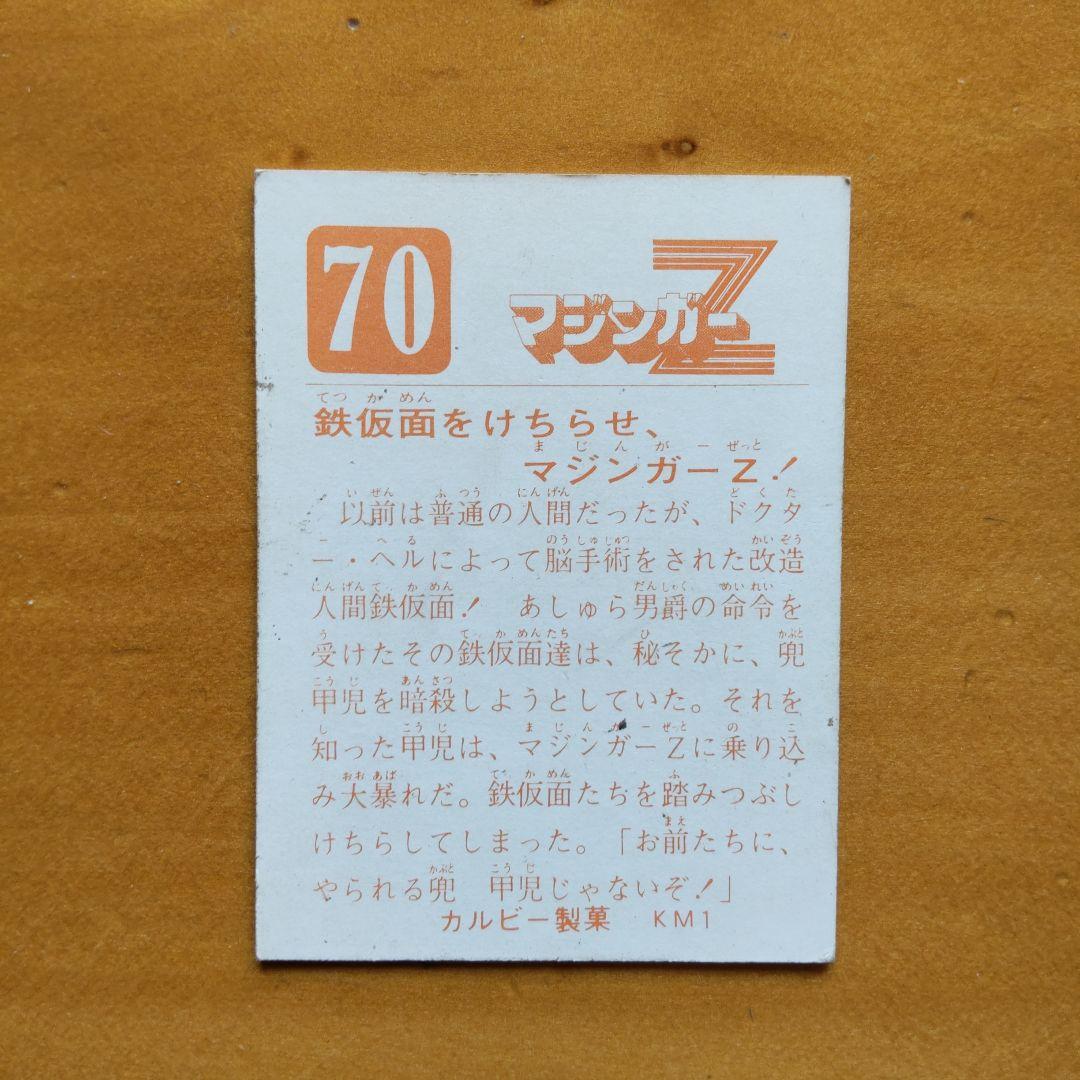 70
マジンガーZ
てつ か めん
鉄仮面をけちらせ、
ま じ ん が ー ぜっと
マジンガーZ！
い ぜん ふ つう にん げん ど く た
以前は普通の人間だったが、ドクタ
ー へ る のう しゅ じゅつ かい ぞう
ー・ヘルによって脳手術をされた改造
にん げん てっ か めん だん しゃく めい れい
人間鉄仮面！ あしゅら男爵の命令を
う てっ か めん たち ひ かぶと
受けたその鉄仮面達は、秘そかに、兜
こう じ あん さつ
甲児を暗殺しようとしていた。それを
し こう じ ま じ ん が ー ぜっと の こ
知った甲児は、マジンガーZに乗り込
おお あば てっ か めん ふ
み大暴れだ。鉄仮面たちを踏みつぶし
まえ
けちらしてしまった。「お前たちに、
かぶと こう じ
やられる兜 甲児じゃないぞ！」
カルビー製菓 KM1